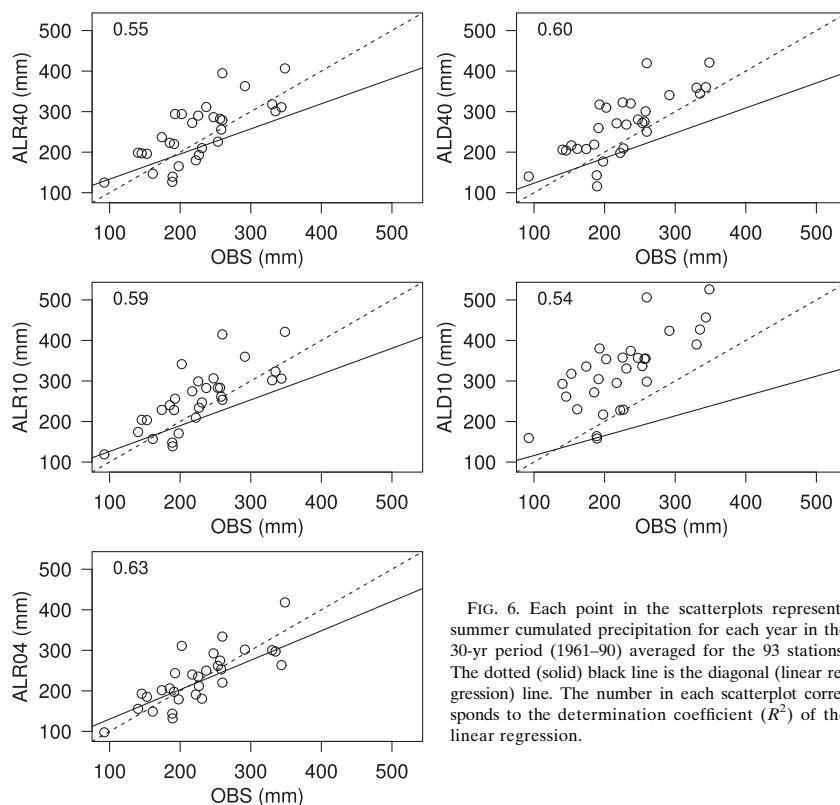 0.55
500
400
300
200
100
ALR40 (mm)
100 200 300 400 500
OBS (mm)
0.60
500
400
300
200
100
ALD40 (mm)
100 200 300 400 500
OBS (mm)
0.59
500
400
300
200
100
ALR10 (mm)
100 200 300 400 500
OBS (mm)
0.54
500
400
300
200
100
ALD10 (mm)
100 200 300 400 500
OBS (mm)
0.63
500
400
300
200
100
ALR04 (mm)
100 200 300 400 500
OBS (mm)
FIG. 6. Each point in the scatterplots represent
summer cumulated precipitation for each year in the
30-yr period (1961–90) averaged for the 93 stations
The dotted (solid) black line is the diagonal (linear re
gression) line. The number in each scatterplot corre
sponds to the determination coefficient (R²) of the
linear regression.